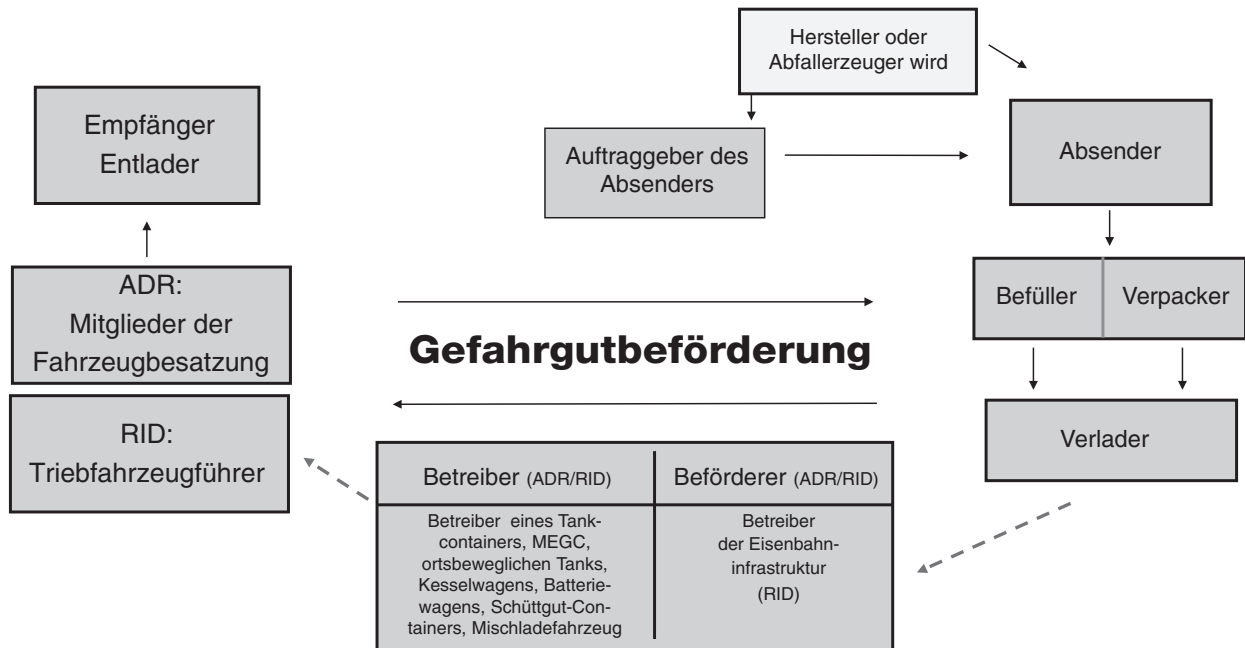 Hersteller oder
Abfallerzeuger wird
Auftraggeber des
Absenders
Absender
Befüller
Verpacker
Verlader
Empfänger
Entlader
ADR:
Mitglieder der
Fahrzeugbesatzung
RID:
Triebfahrzeugführer
Gefahrgutbeförderung
Betreiber (ADR/RID)
Betreiber eines Tank-
containers, MEGC,
ortsbeweglichen Tanks,
Kesselwagens, Batterie-
wagens, Schüttgut-Con-
tainers, Mischladefahrzeug
Beförderer (ADR/RID)
Betreiber
der Eisenbahn-
infrastruktur
(RID)